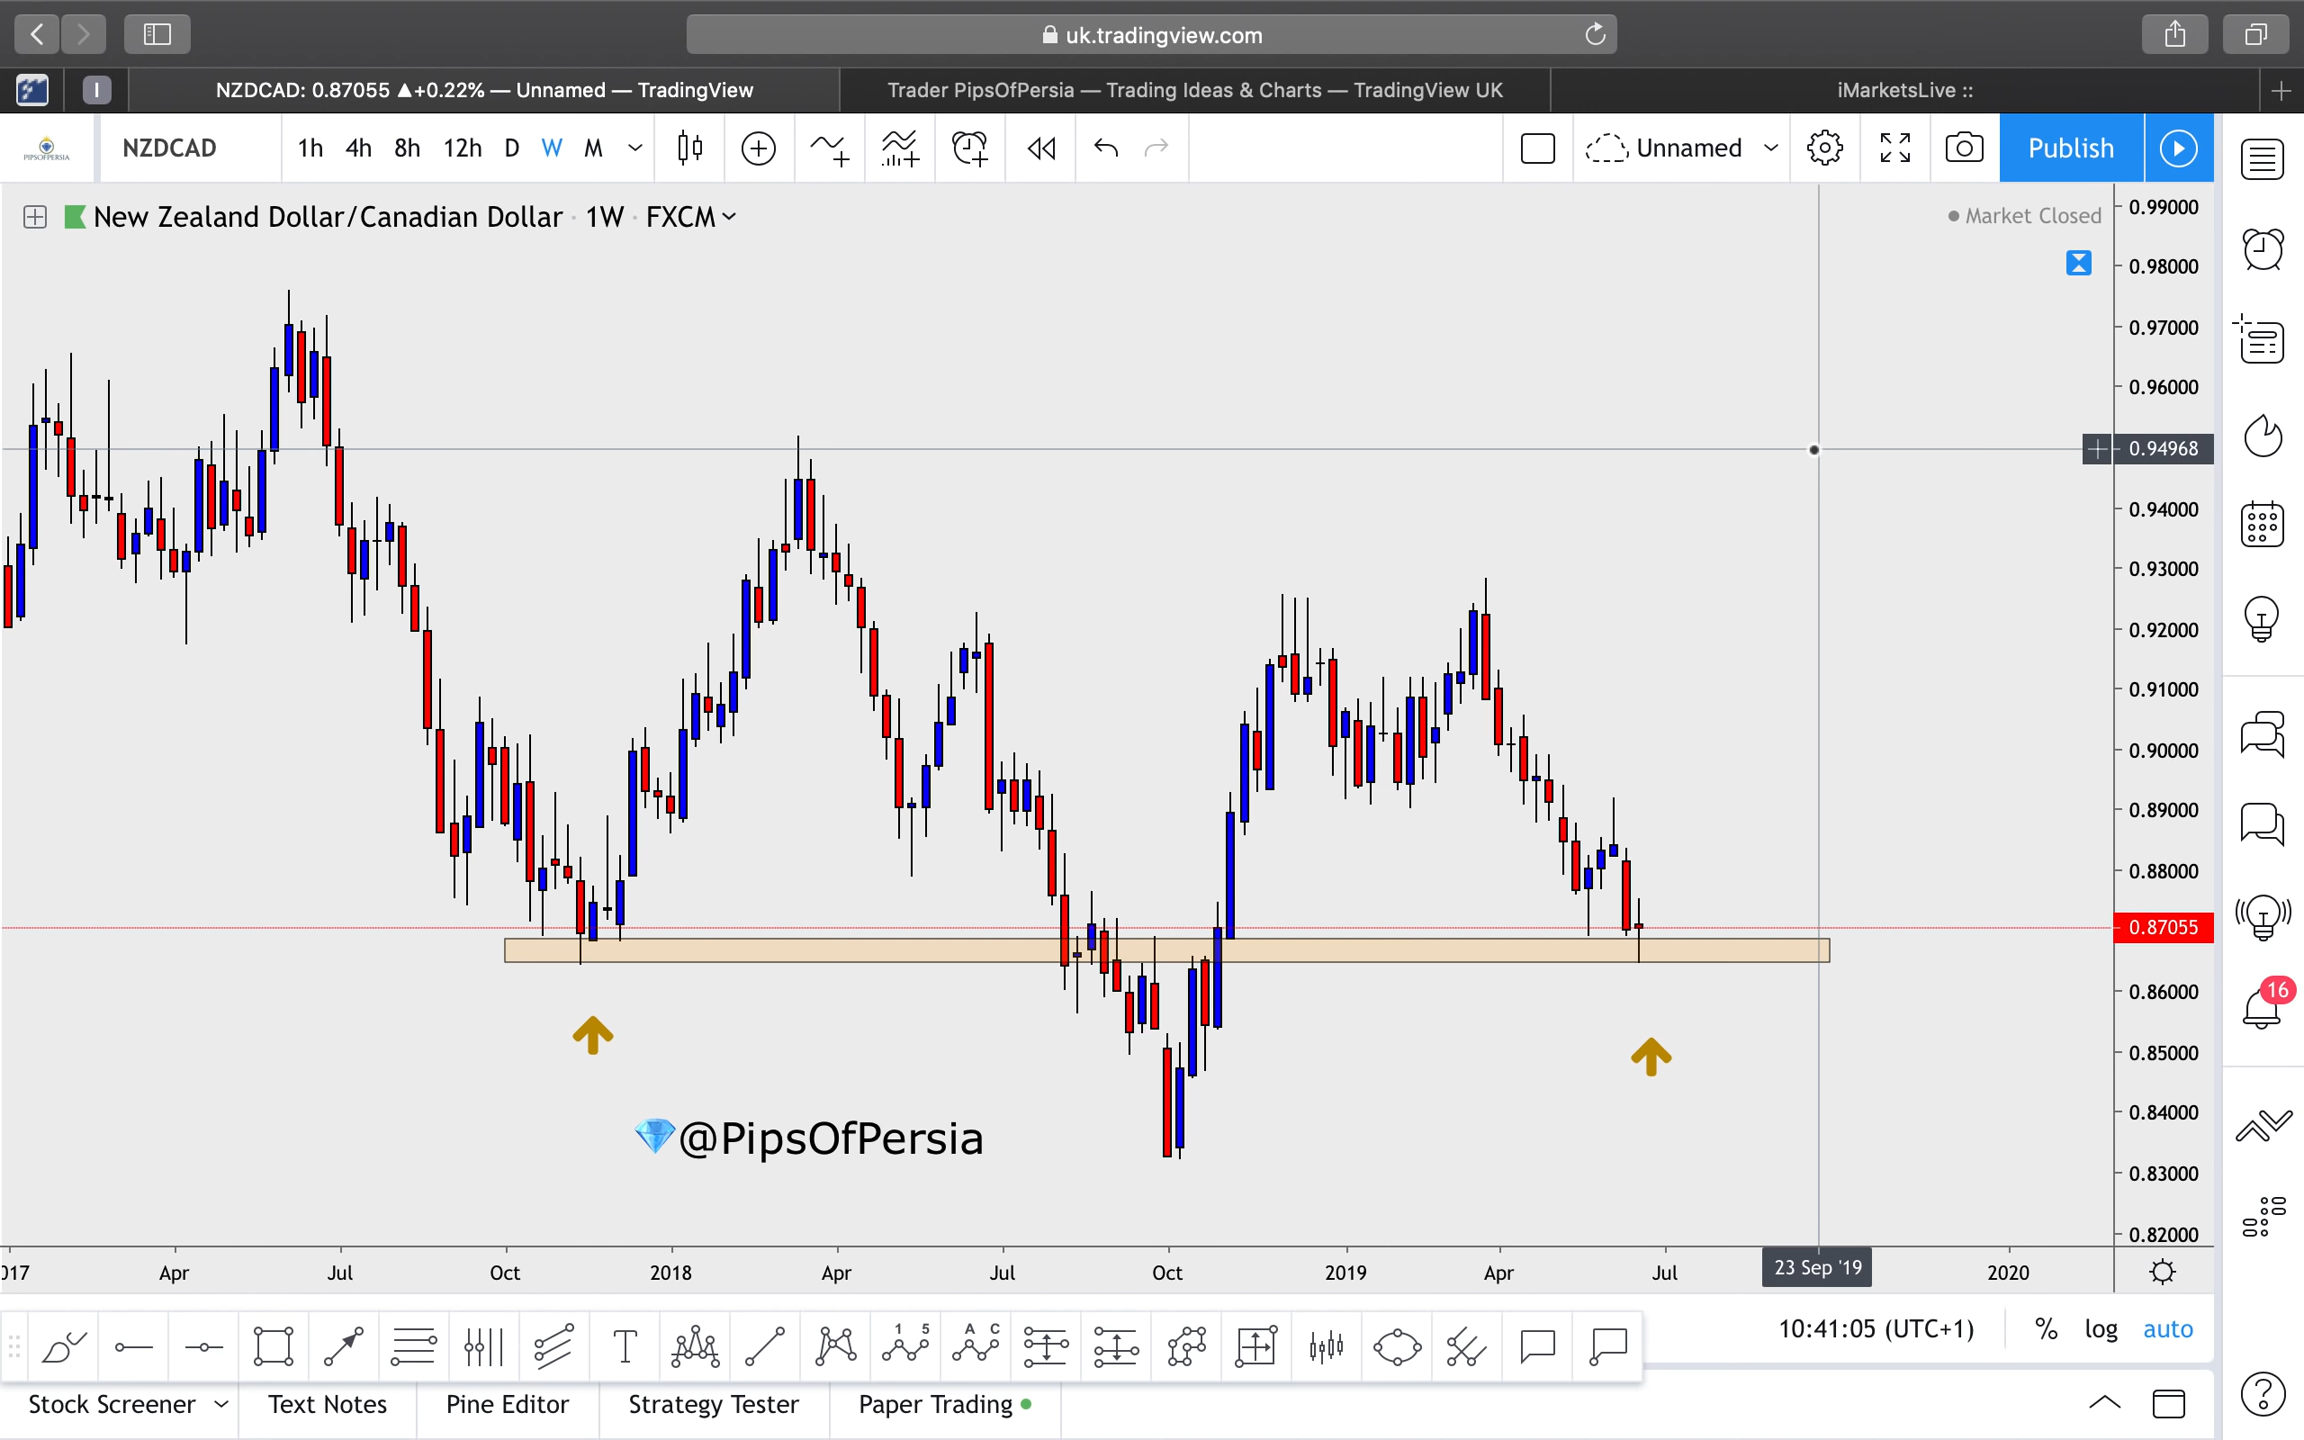 uk.tradingview.com
I
NZDCAD: 0.87055 ▲+0.22% — Unnamed — TradingView
Trader PipsOfPersia — Trading Ideas & Charts — TradingView UK
iMarketsLive ::
PIPSOFPERSIA
NZDCAD
1h 4h 8h 12h D W M
Unnamed
Publish
New Zealand Dollar/Canadian Dollar · 1W · FXCM
Market Closed
0.99000
0.98000
0.97000
0.96000
0.94968
0.94000
0.93000
0.92000
0.91000
0.90000
0.89000
0.88000
0.87055
0.86000
0.85000
0.84000
0.83000
0.82000
16
@PipsOfPersia
017 Apr Jul Oct 2018 Apr Jul Oct 2019 Apr Jul 23 Sep '19 2020
T
1 5
A C
10:41:05 (UTC+1)
% log auto
Stock Screener
Text Notes
Pine Editor
Strategy Tester
Paper Trading